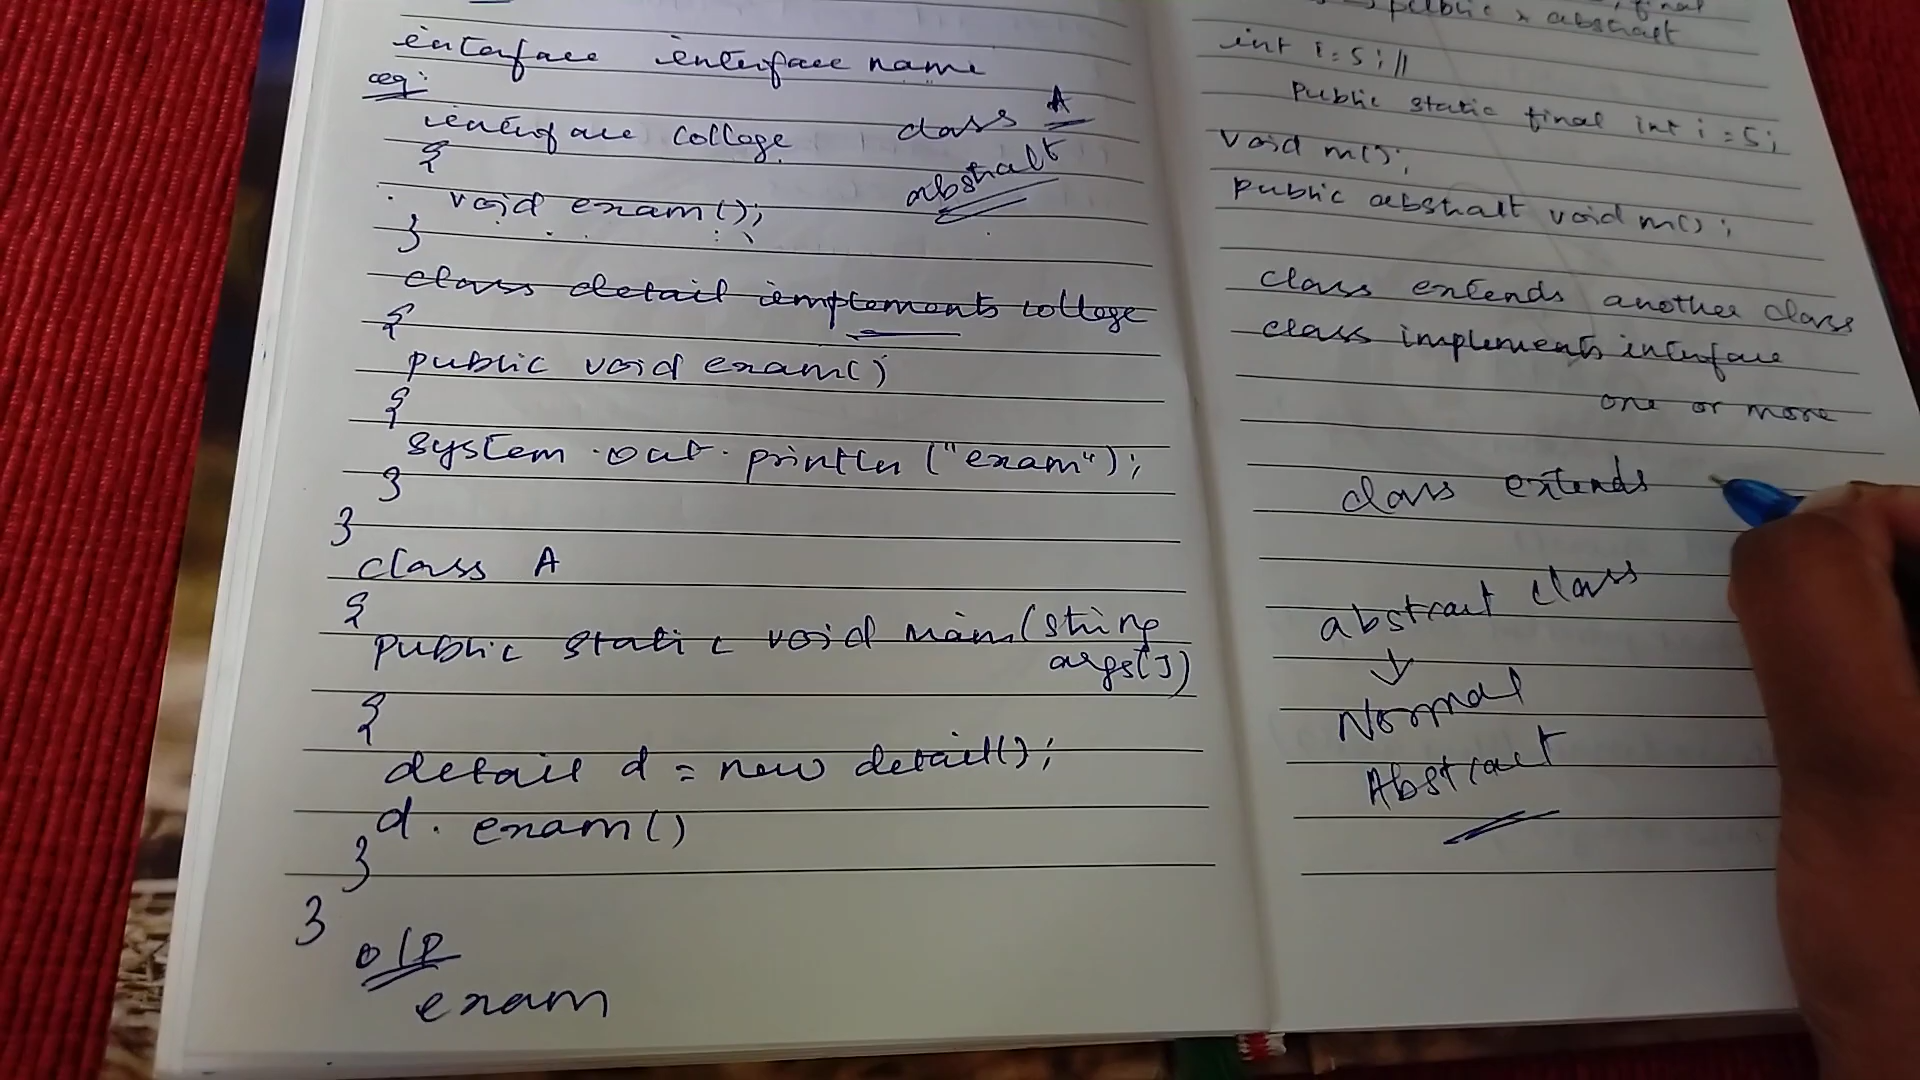 interface interface name
eg:
interface college
{
void exam();
}
class A
abstract
class detail implements college
{
public void exam()
{
system.out.println("exam");
}
}
class A
{
public static void main(string
args[])
{
detail d = new detail();
d. exam()
}
}
o/p
exam
final
public & abstract
int i=5; //
public static final int i=5;
void m();
public abstract void m();
class extends another class
class implements interface
one or more
class extends
abstract class
↓
Normal
Abstract